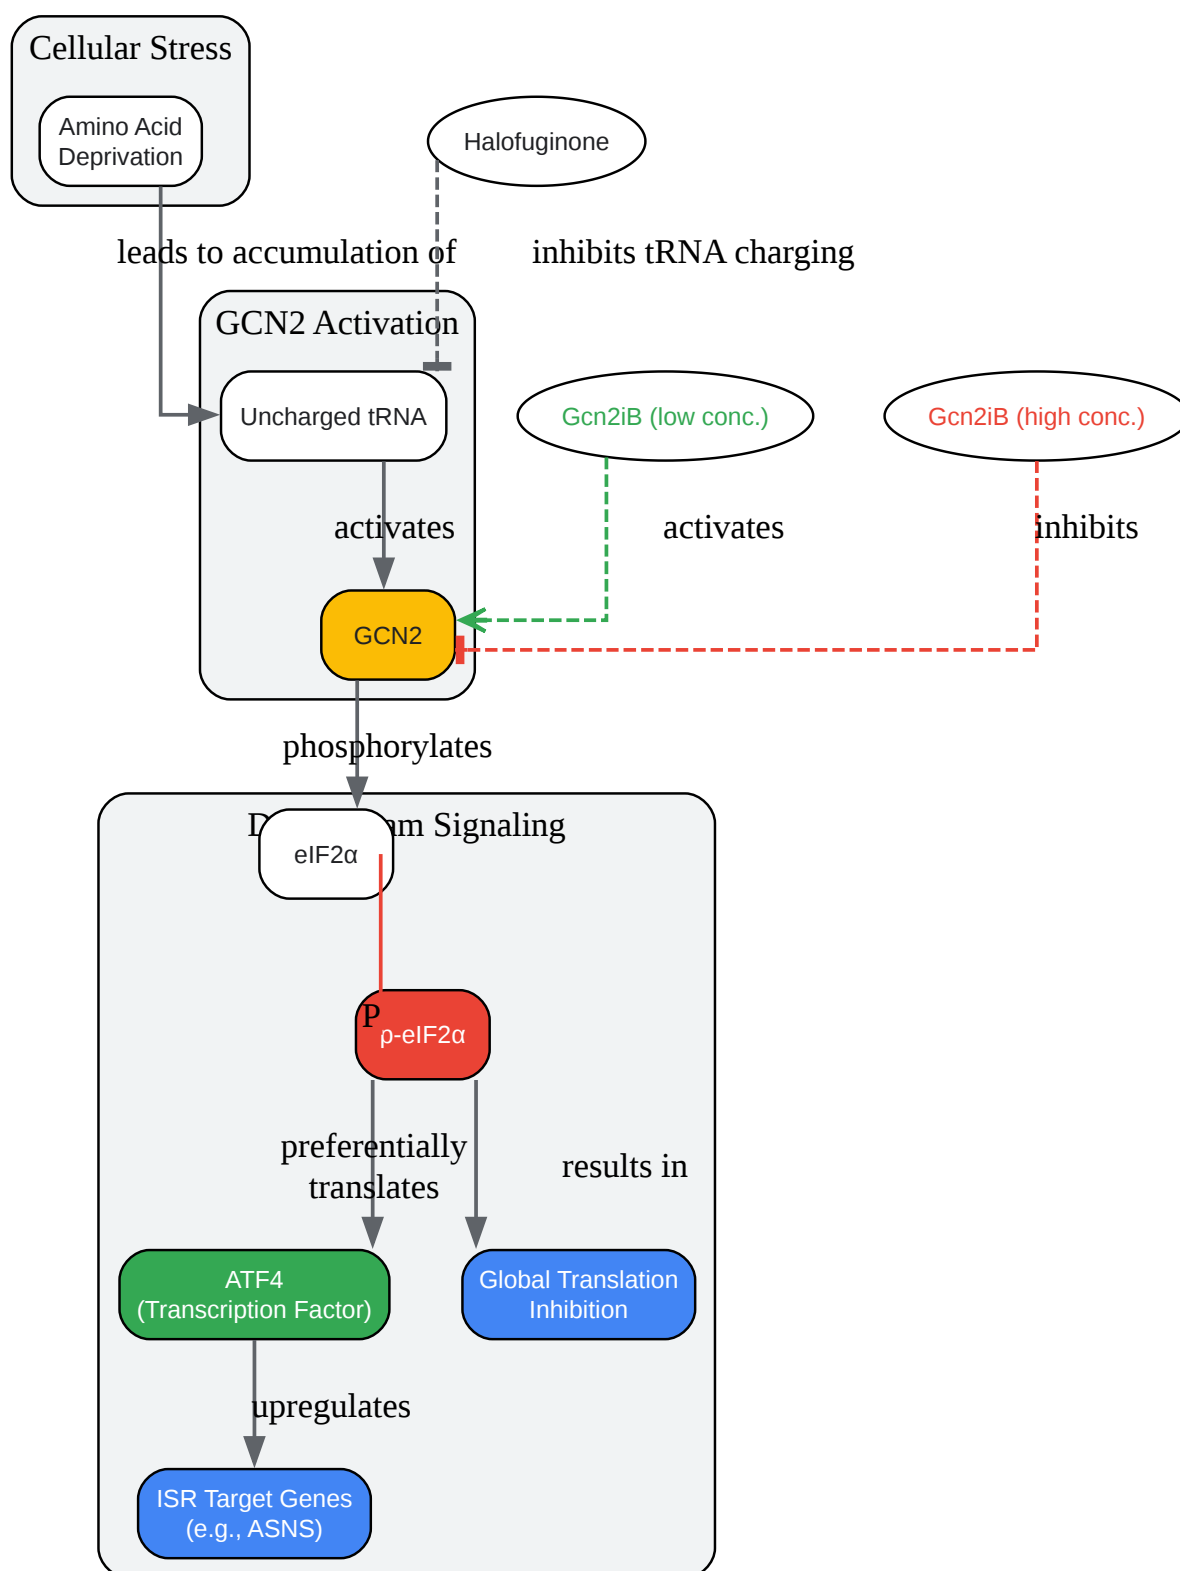 Cellular Stress
Amino Acid
Deprivation
Halofuginone
leads to accumulation of
inhibits tRNA charging
GCN2 Activation
Uncharged tRNA
Gcn2iB (low conc.)
Gcn2iB (high conc.)
activates
activates
inhibits
GCN2
phosphorylates
Signaling
eIF2α
P
p-eIF2α
preferentially
translates
results in
ATF4
(Transcription Factor)
Global Translation
Inhibition
upregulates
ISR Target Genes
(e.g., ASNS)